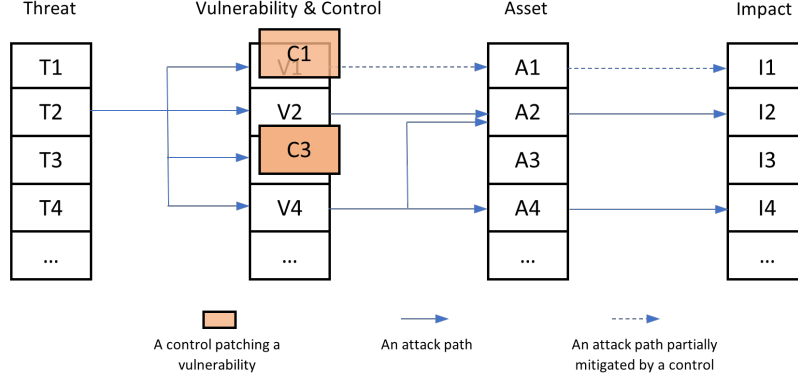 Threat
Vulnerability & Control
Asset
Impact
T1
C1
V1
A1
I1
T2
V2
A2
I2
T3
C3
A3
I3
T4
V4
A4
I4
...
...
...
...
A control patching a
vulnerability
An attack path
An attack path partially
mitigated by a control